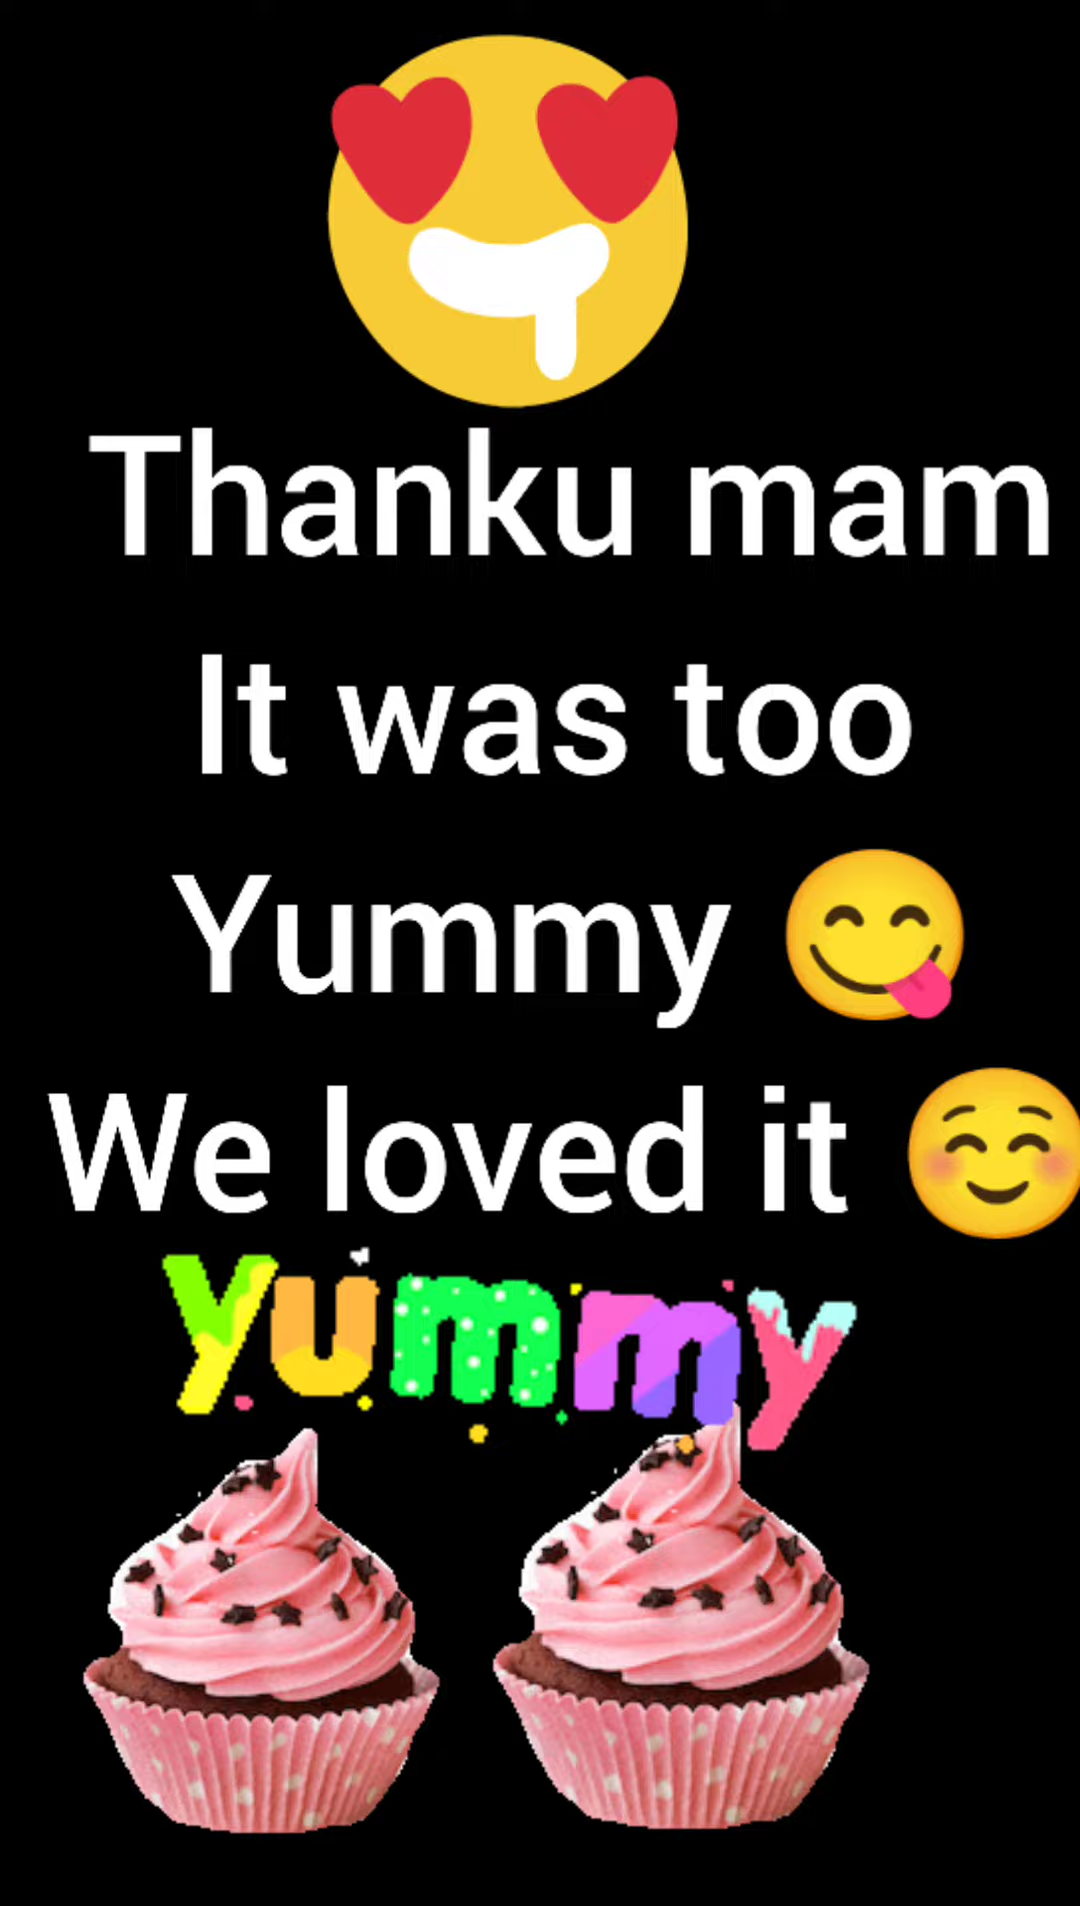 Thanku mam
It was too
Yummy 😋
We loved it ☺️
Yummy